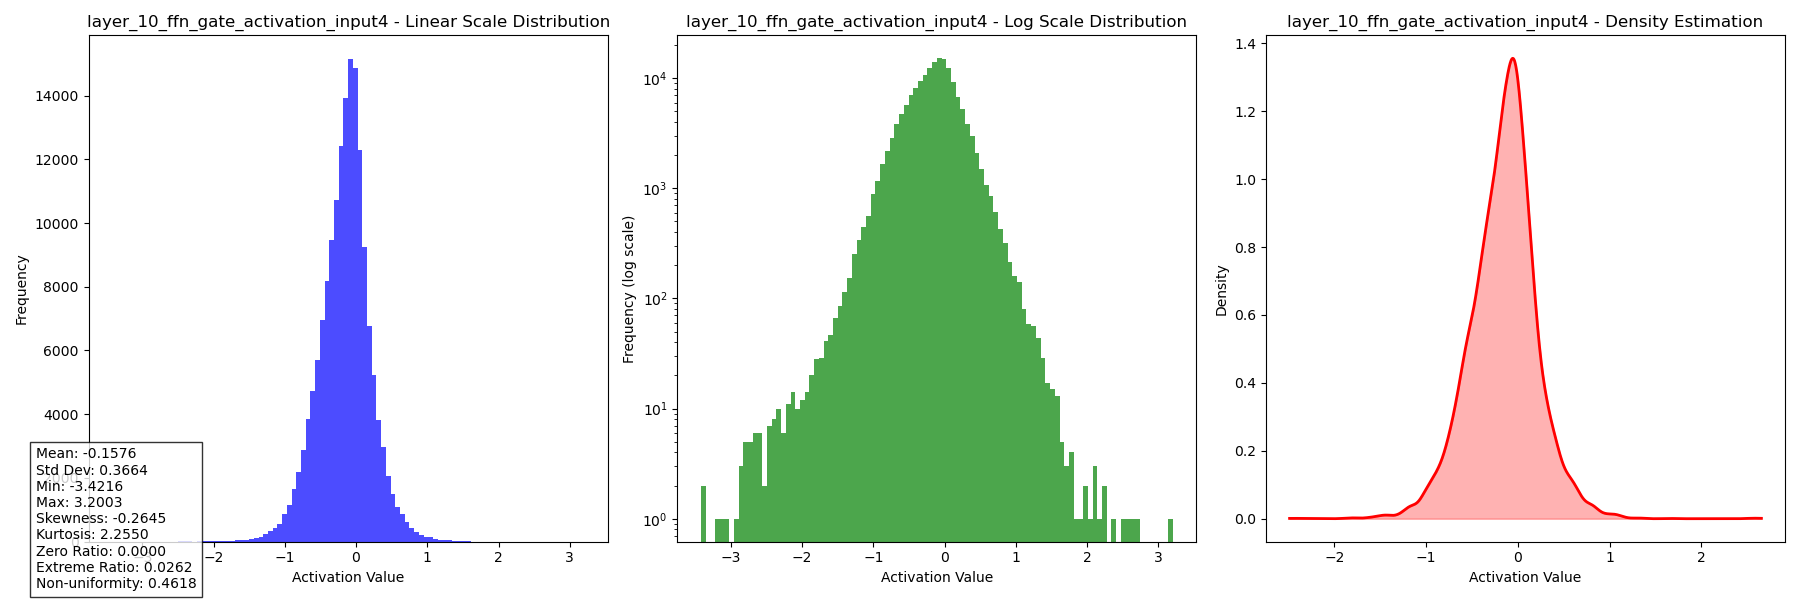 layer_10_ffn_gate_activation_input4 - Linear Scale Distribution
14000
12000
10000
8000
6000
4000
Frequency
Mean: -0.1576
Std Dev: 0.3664
Min: -3.4216
Max: 3.2003
Skewness: -0.2645
Kurtosis: 2.2550
Zero Ratio: 0.0000
Extreme Ratio: 0.0262
Non-uniformity: 0.4618
−2 −1 0 1 2 3
Activation Value
layer_10_ffn_gate_activation_input4 - Log Scale Distribution
10⁴
10³
10²
10¹
10⁰
Frequency (log scale)
−3 −2 −1 0 1 2 3
Activation Value
layer_10_ffn_gate_activation_input4 - Density Estimation
1.4
1.2
1.0
0.8
0.6
0.4
0.2
0.0
Density
−2 −1 0 1 2
Activation Value